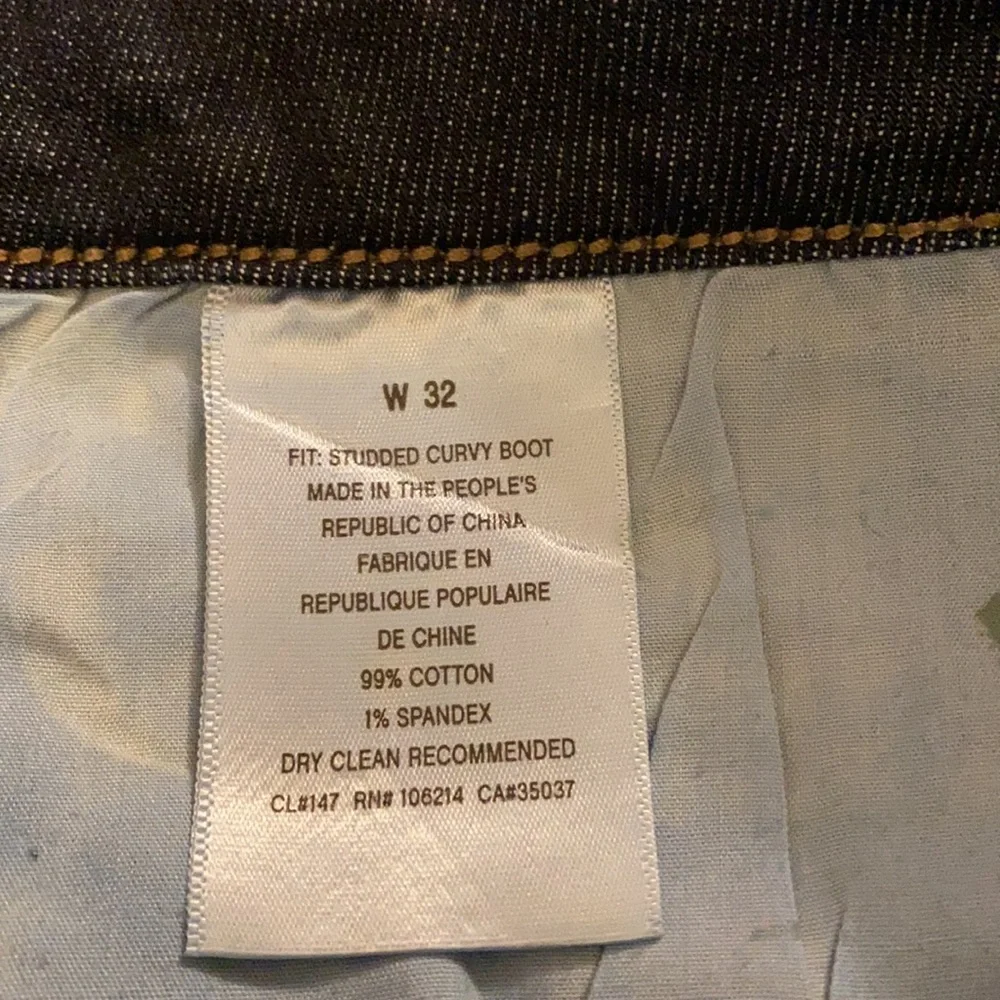 W 32
FIT: STUDDED CURVY BOOT
MADE IN THE PEOPLE'S
REPUBLIC OF CHINA
FABRIQUE EN
REPUBLIQUE POPULAIRE
DE CHINE
99% COTTON
1% SPANDEX
DRY CLEAN RECOMMENDED
CL#147 RN# 106214 CA#35037